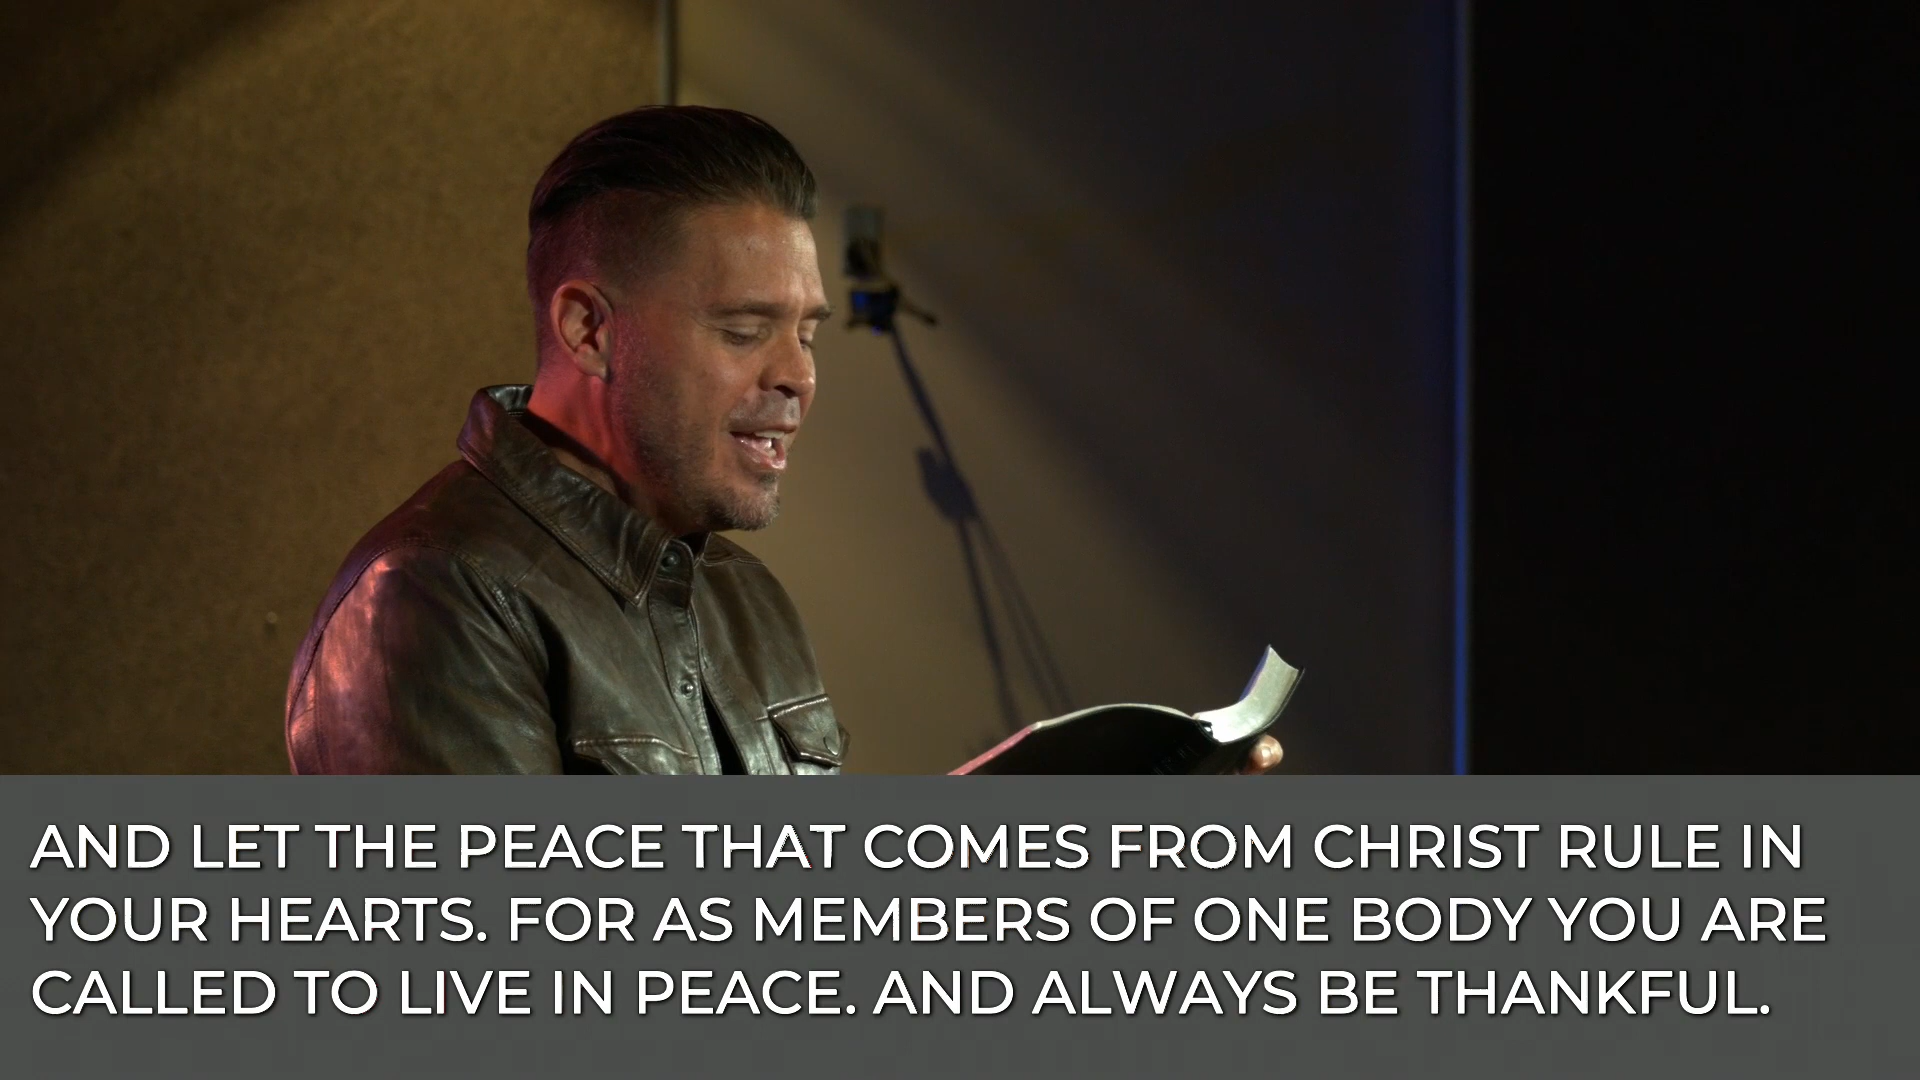 AND LET THE PEACE THAT COMES FROM CHRIST RULE IN
YOUR HEARTS. FOR AS MEMBERS OF ONE BODY YOU ARE
CALLED TO LIVE IN PEACE. AND ALWAYS BE THANKFUL.